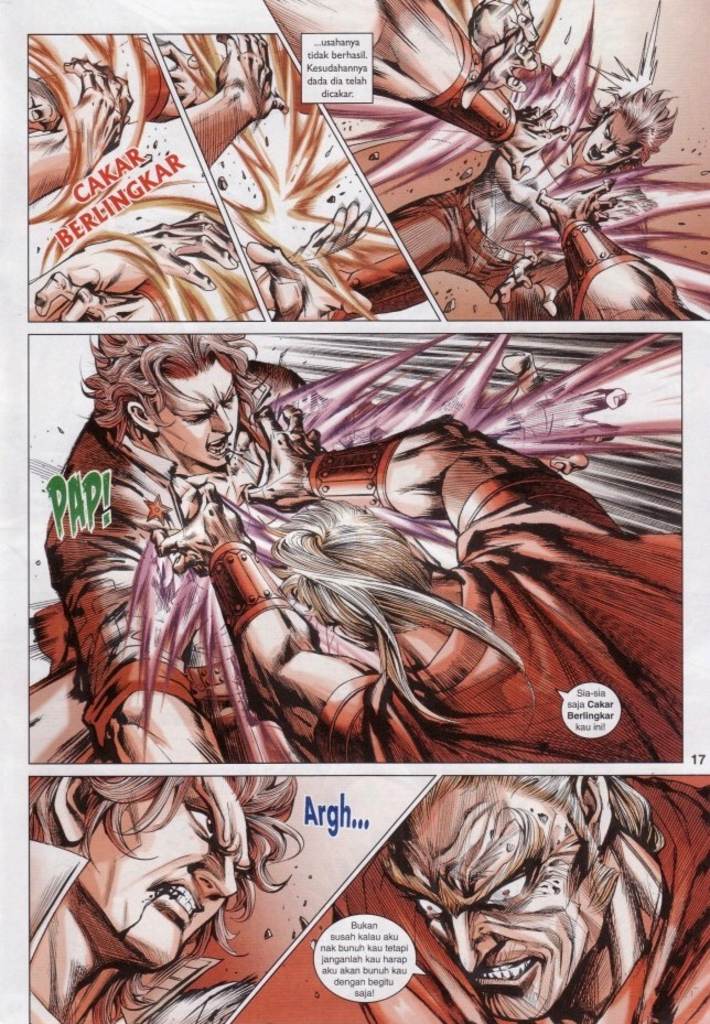 ...usahanya
tidak berhasil.
Kesudahannya
dada dia telah
dicakar.
CAKAR
BERLINGKAR
PAP!
Sia-sia
saja Cakar
Berlingkar
kau ini!
17
Argh...
Bukan
susah kalau aku
nak bunuh kau tetapi
janganlah kau harap
aku akan bunuh kau
dengan begitu
saja!